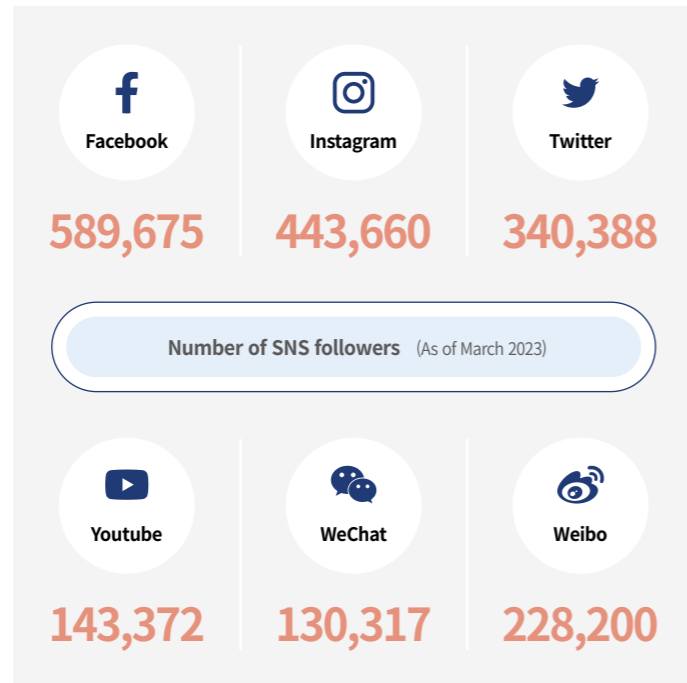 Facebook
Instagram
Twitter
589,675
443,660
340,388
Number of SNS followers (As of March 2023)
Youtube
WeChat
Weibo
143,372
130,317
228,200